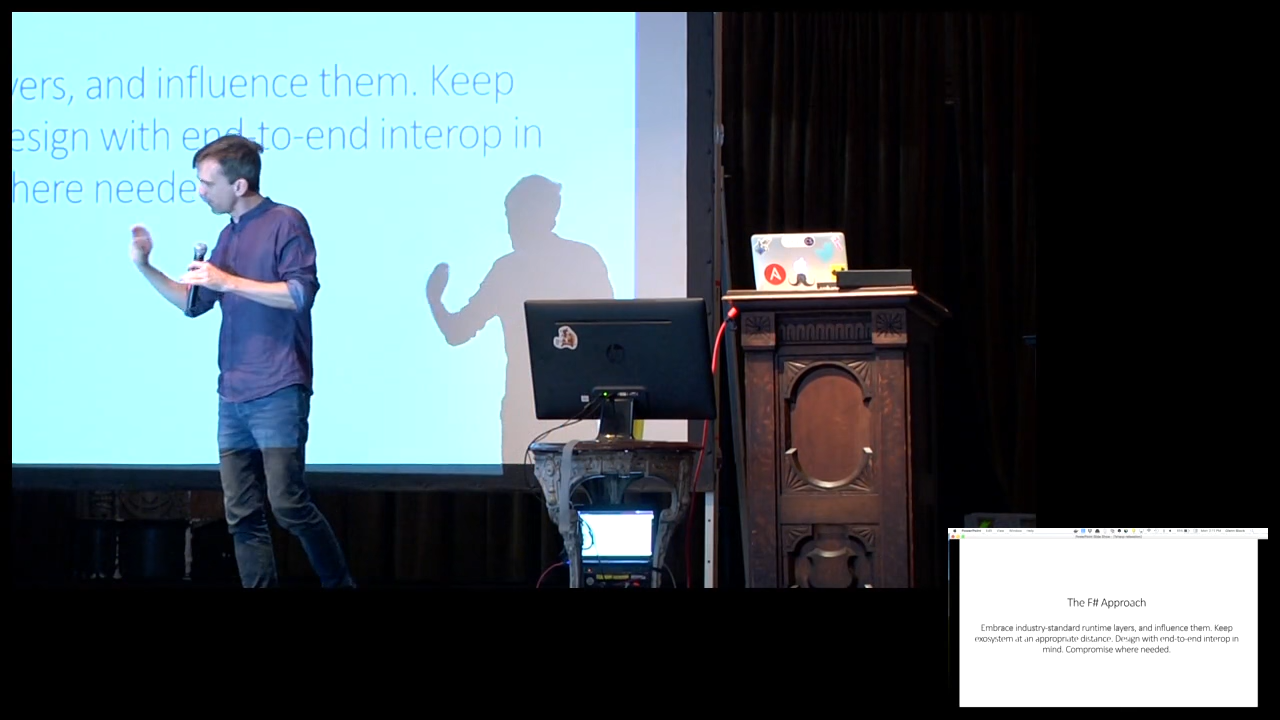 yers, and influence them. Keep
esign with end-to-end interop in
here neede
The F# Approach
Embrace industry-standard runtime layers, and influence them. Keep
exosystem at an appropriate distance. Design with end-to-end interop in
mind. Compromise where needed.